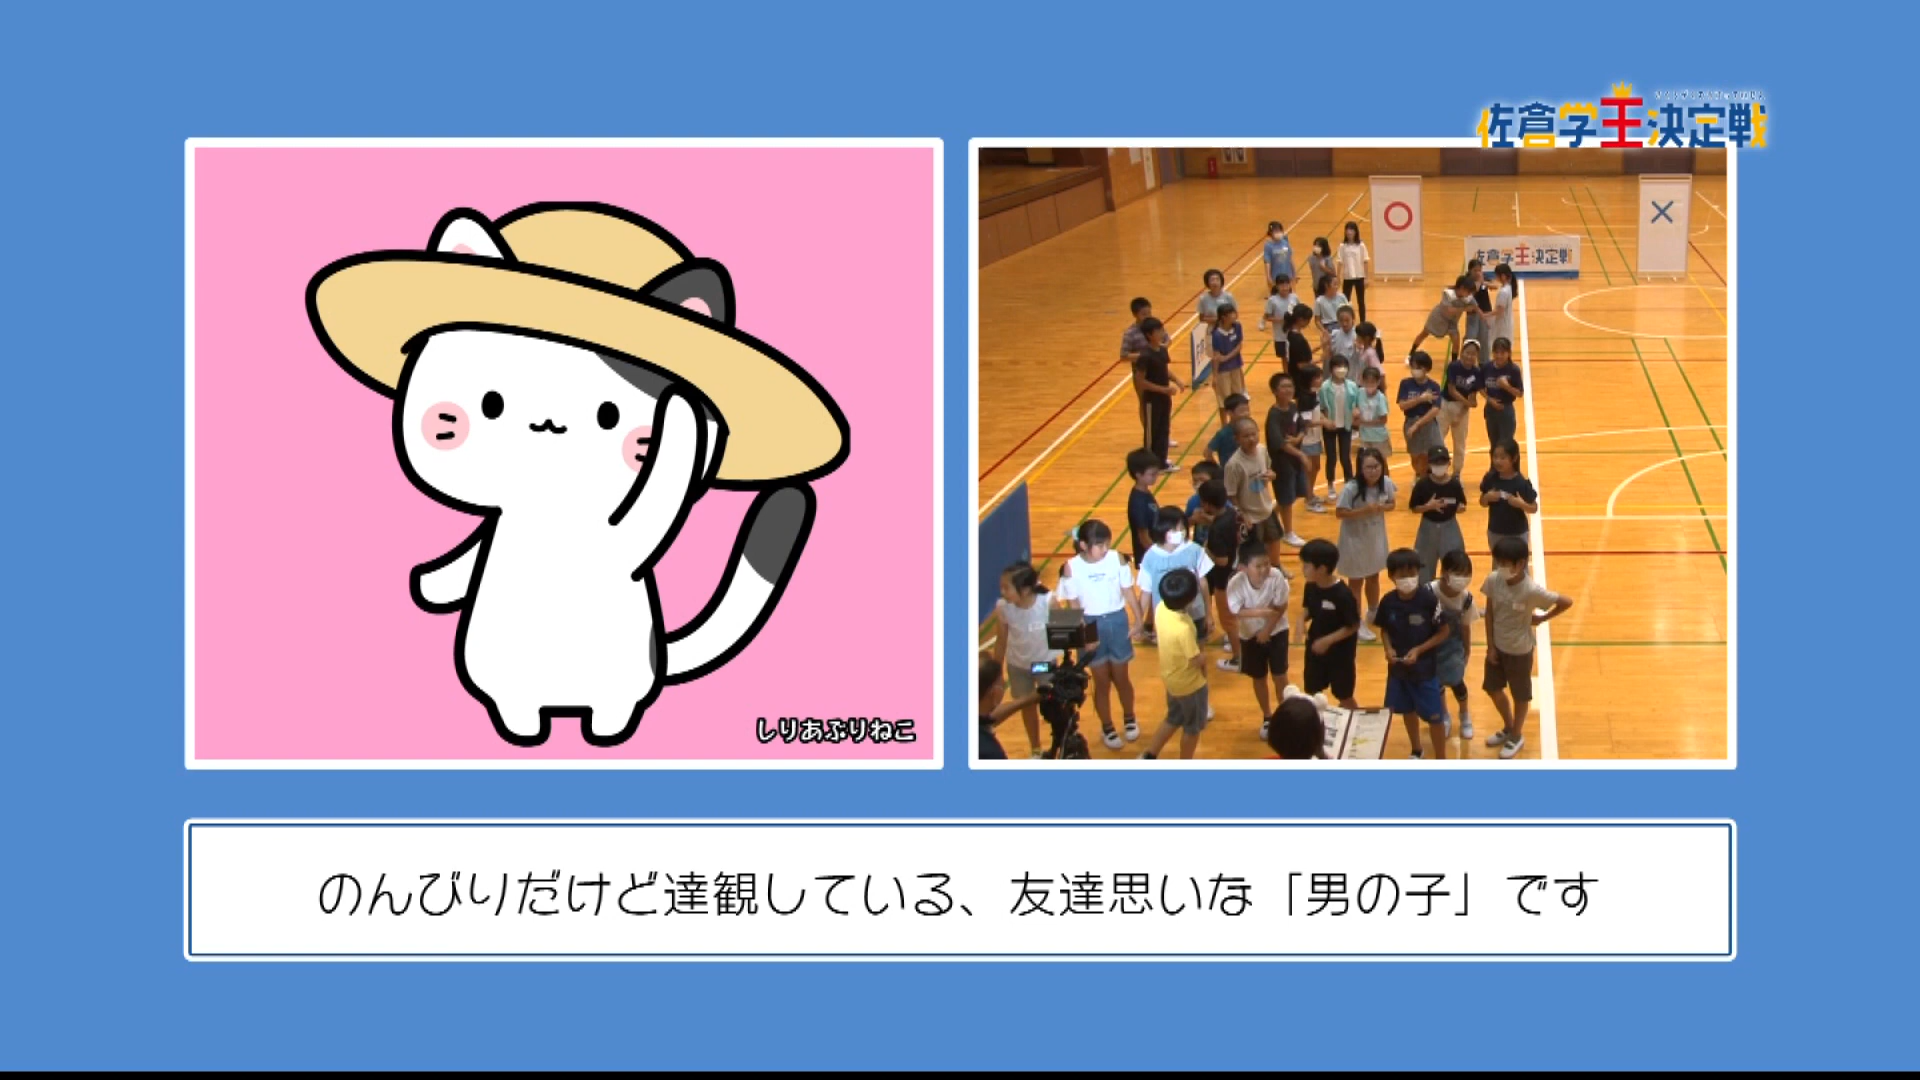 佐倉学王決定戦
佐倉学王決定戦
しりあぶりねこ
のんびりだけど達観している、友達思いな「男の子」です